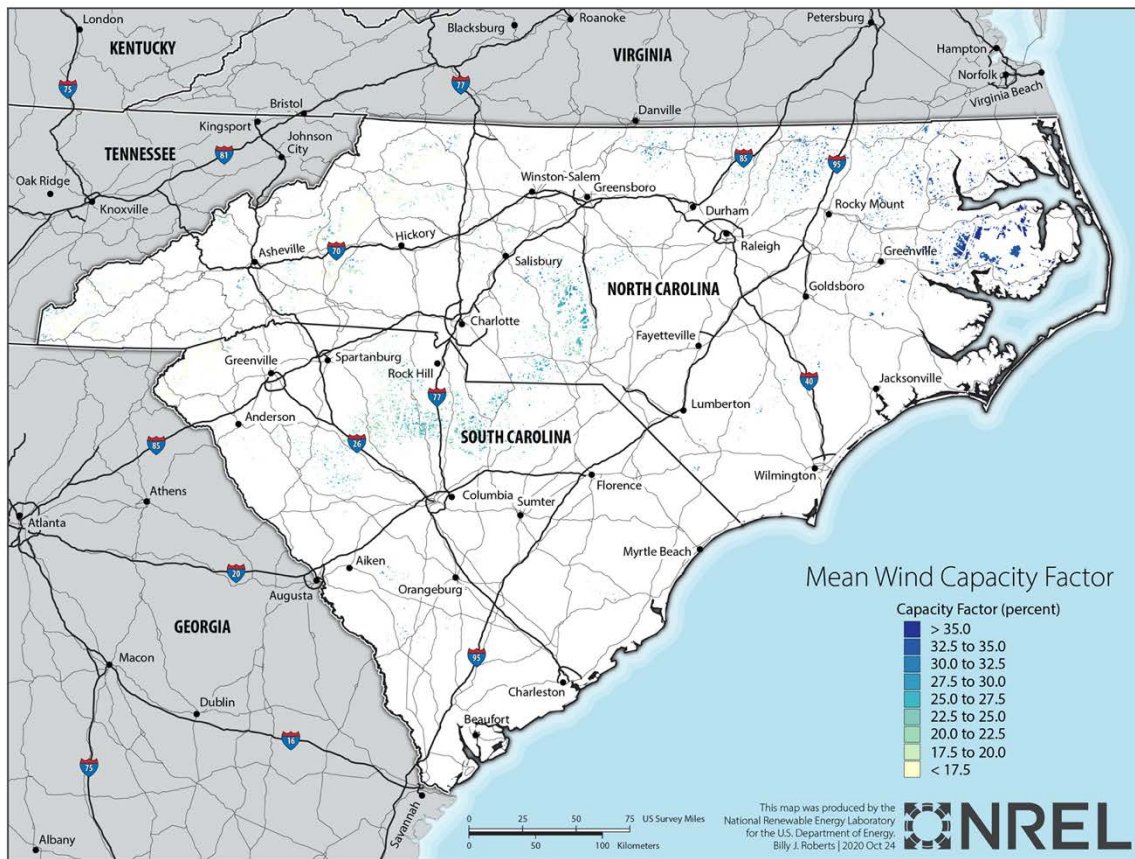 London
KENTUCKY
75
Blacksburg
Roanoke
77
VIRGINIA
Petersburg
Hampton
Norfolk
Virginia Beach
Danville
Bristol
Kingsport
Johnson
City
TENNESSEE
81
Oak Ridge
Knoxville
85
95
Winston-Salem
Greensboro
Durham
Rocky Mount
Raleigh
Hickory
Asheville
70
Salisbury
Greenville
NORTH CAROLINA
Goldsboro
Charlotte
Fayetteville
Greenville
Spartanburg
Rock Hill
77
40
Jacksonville
Anderson
Lumberton
SOUTH CAROLINA
85
26
Wilmington
Athens
Columbia
Sumter
Florence
Atlanta
Myrtle Beach
20
Aiken
Augusta
Orangeburg
GEORGIA
Macon
95
Charleston
Dublin
Beaufort
16
75
Savannah
Albany
Mean Wind Capacity Factor
Capacity Factor (percent)
> 35.0
32.5 to 35.0
30.0 to 32.5
27.5 to 30.0
25.0 to 27.5
22.5 to 25.0
20.0 to 22.5
17.5 to 20.0
< 17.5
0 25 50 75 US Survey Miles
0 50 100 Kilometers
This map was produced by the
National Renewable Energy Laboratory
for the U.S. Department of Energy.
Billy J. Roberts | 2020 Oct 24
NREL